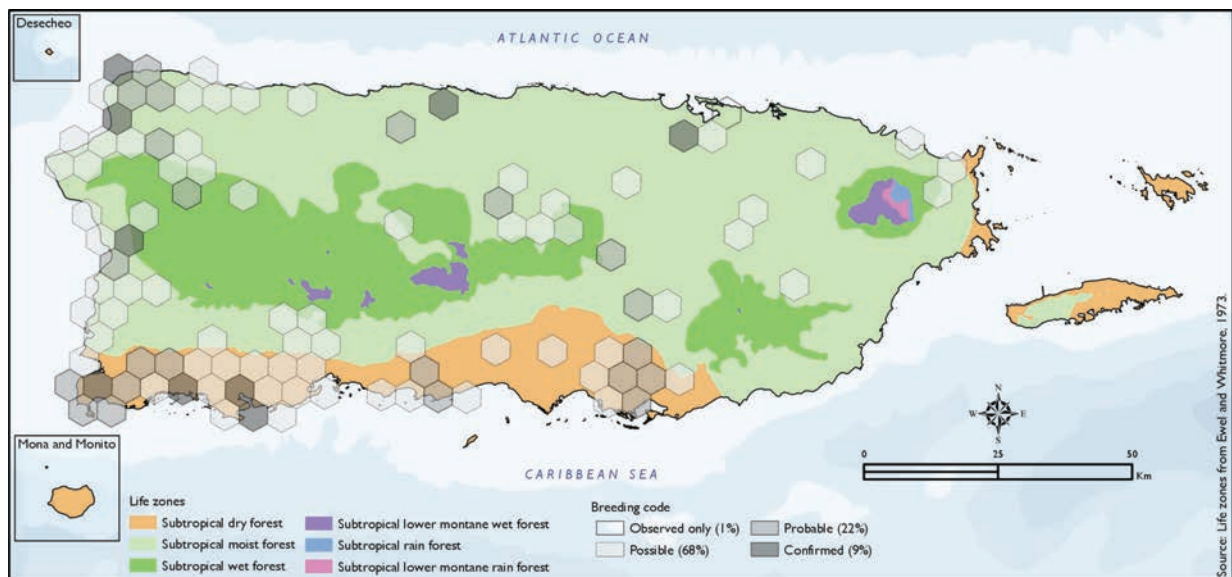 Desecheo
ATLANTIC OCEAN
N
W
E
S
Mona and Monito
CARIBBEAN SEA
0
25
50
Km
Life zones
Subtropical dry forest
Subtropical moist forest
Subtropical wet forest
Subtropical lower montane wet forest
Subtropical rain forest
Subtropical lower montane rain forest
Breeding code
Observed only (1%)
Possible (68%)
Probable (22%)
Confirmed (9%)
Source: Life zones from Ewel and Whitmore, 1973.